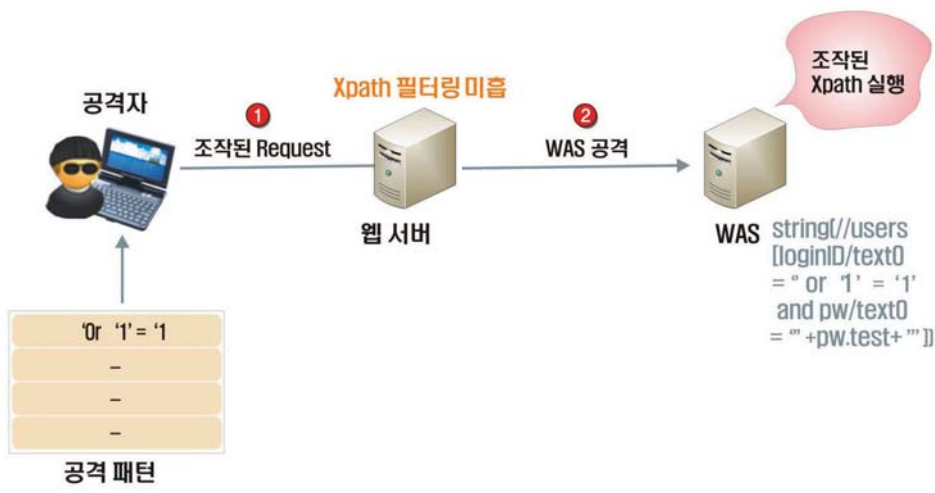 조작된
Xpath 실행
Xpath 필터링 미흡
공격자
1
조작된 Request
2
WAS 공격
웹 서버
WAS
string(//users
[loginID/text()
= '' or '1' = '1'
and pw/text()
= '"+pw.test+"'])
'Or '1' = '1
–
–
–
공격 패턴